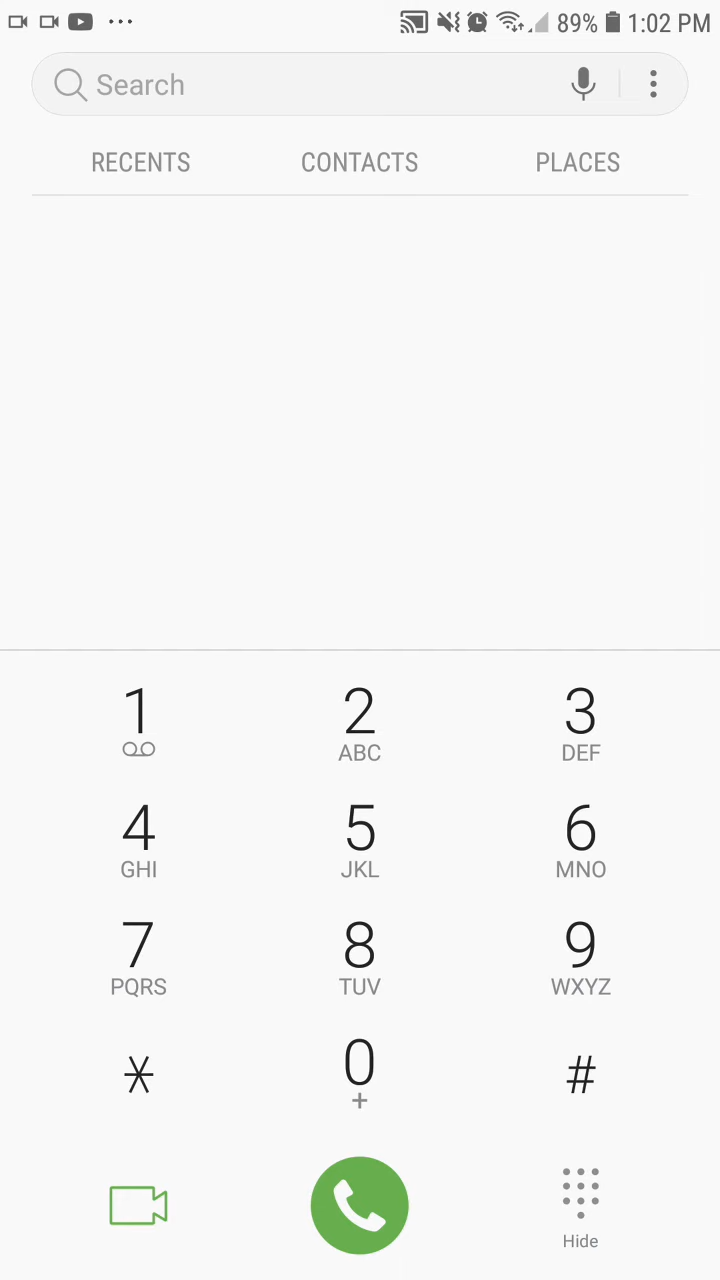 89% 1:02 PM
Search
RECENTS CONTACTS PLACES
1 2 3
ABC DEF
4 5 6
GHI JKL MNO
7 8 9
PQRS TUV WXYZ
* 0 #
+
Hide